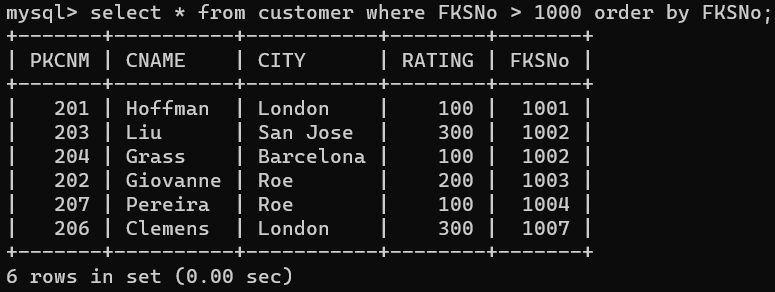 mysql> select * from customer where FKSNo > 1000 order by FKSNo;
+-------+----------+-----------+--------+-------+
| PKCNM | CNAME    | CITY      | RATING | FKSNo |
+-------+----------+-----------+--------+-------+
|   201 | Hoffman  | London    |    100 |  1001 |
|   203 | Liu      | San Jose  |    300 |  1002 |
|   204 | Grass    | Barcelona |    100 |  1002 |
|   202 | Giovanne | Roe       |    200 |  1003 |
|   207 | Pereira  | Roe       |    100 |  1004 |
|   206 | Clemens  | London    |    300 |  1007 |
+-------+----------+-----------+--------+-------+
6 rows in set (0.00 sec)